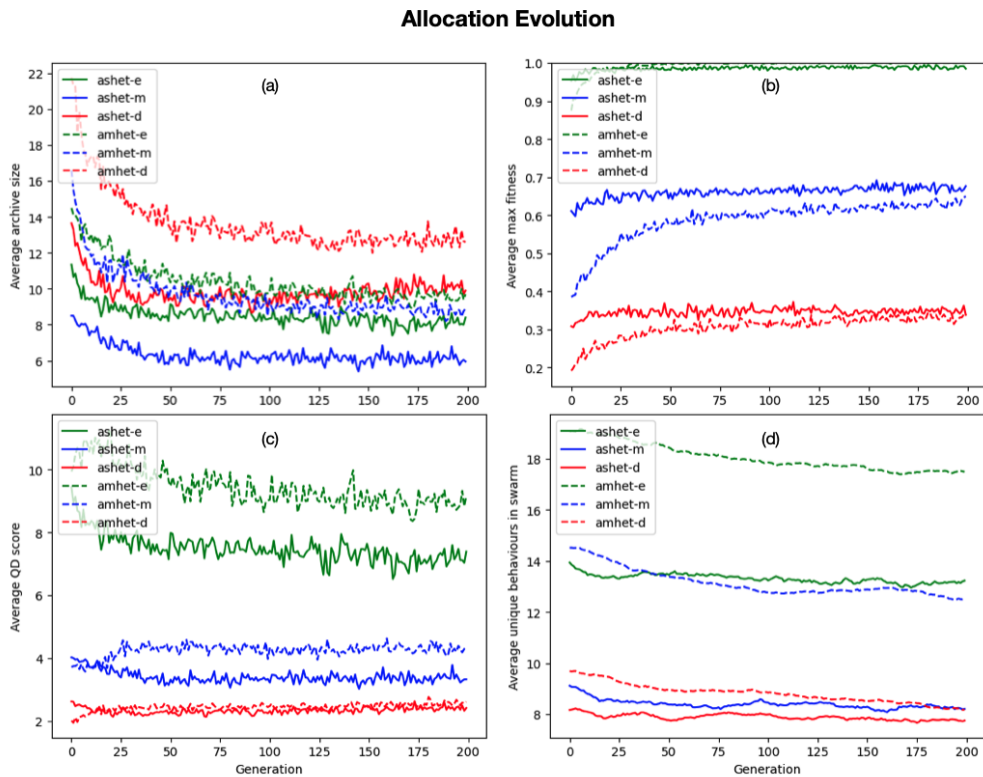 Allocation Evolution
(a)
ashet-e
ashet-m
ashet-d
amhet-e
amhet-m
amhet-d
22
20
18
16
14
12
10
8
6
Average archive size
0 25 50 75 100 125 150 175 200
(b)
ashet-e
ashet-m
ashet-d
amhet-e
amhet-m
amhet-d
1.0
0.9
0.8
0.7
0.6
0.5
0.4
0.3
0.2
Average max fitness
0 25 50 75 100 125 150 175 200
(c)
ashet-e
ashet-m
ashet-d
amhet-e
amhet-m
amhet-d
10
8
6
4
2
Average QD score
0 25 50 75 100 125 150 175 200
Generation
(d)
ashet-e
ashet-m
ashet-d
amhet-e
amhet-m
amhet-d
18
16
14
12
10
8
Average unique behaviours in swarm
0 25 50 75 100 125 150 175 200
Generation